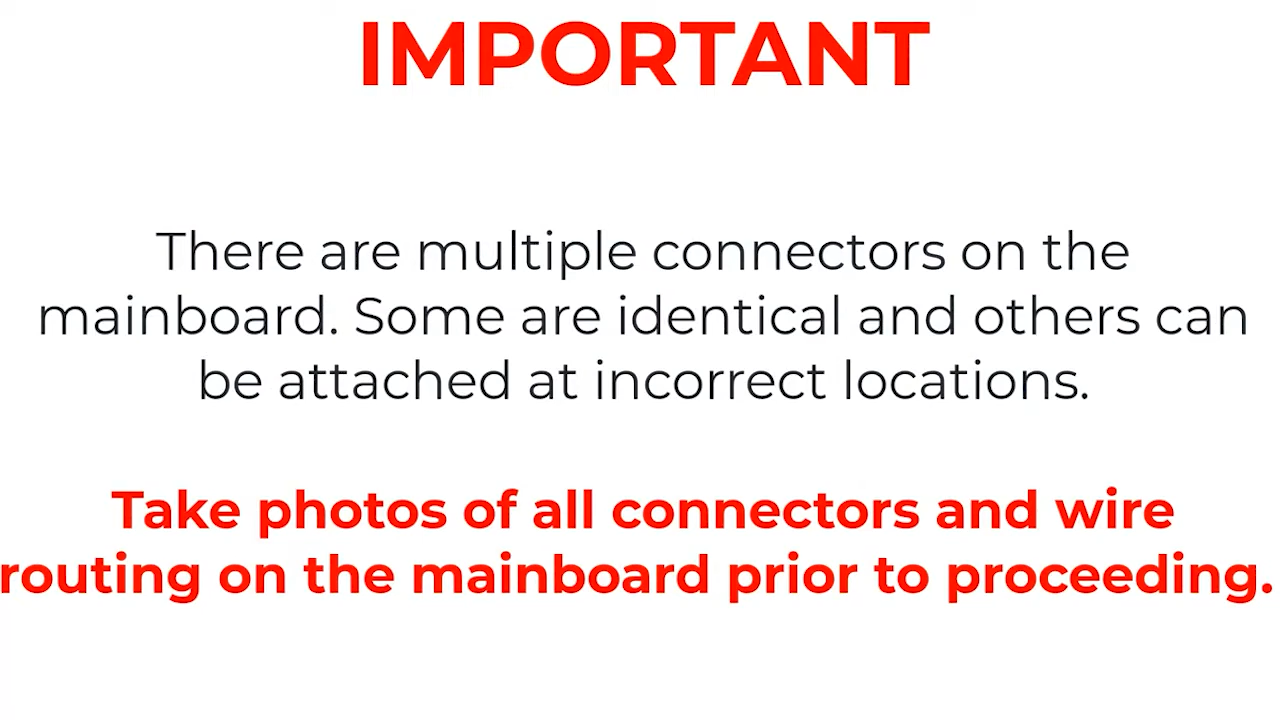 IMPORTANT
There are multiple connectors on the
mainboard. Some are identical and others can
be attached at incorrect locations.
Take photos of all connectors and wire
routing on the mainboard prior to proceeding.